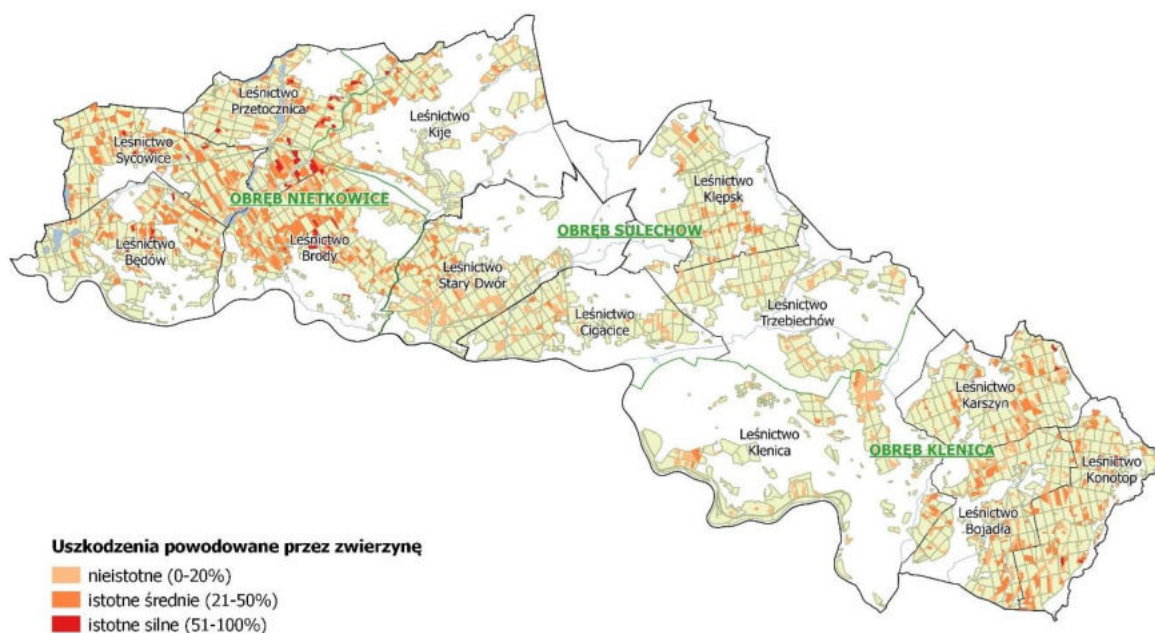 Leśnictwo
Przetocznica
Leśnictwo
Kije
Leśnictwo
Sycowice
Leśnictwo
Klępsk
OBRĘB NIETKOWICE
OBRĘB SULECHÓW
Leśnictwo
Będów
Leśnictwo
Brody
Leśnictwo
Stary Dwór
Leśnictwo
Cigacice
Leśnictwo
Trzebiechów
Leśnictwo
Karszyn
Leśnictwo
Klenica
OBRĘB KLENICA
Leśnictwo
Konotop
Leśnictwo
Bojadła
Uszkodzenia powodowane przez zwierzynę
nieistotne (0-20%)
istotne średnie (21-50%)
istotne silne (51-100%)